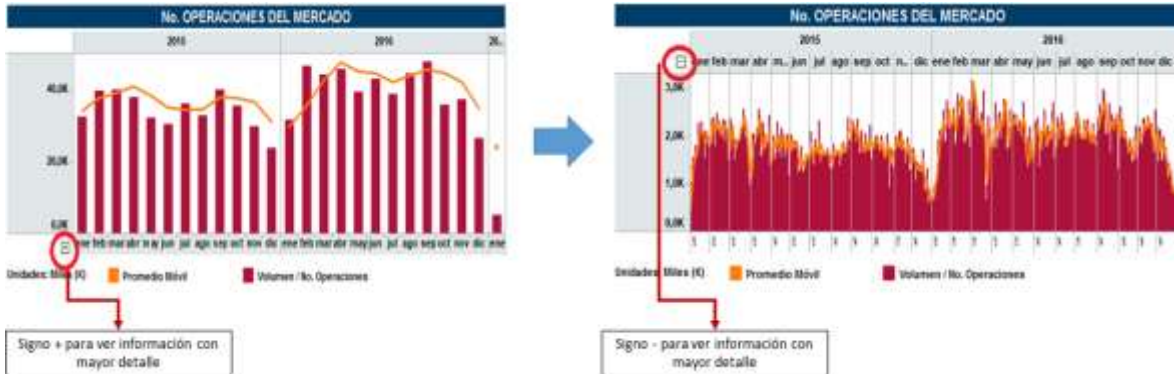 No. OPERACIONES DEL MERCADO
2015 2016 20..
40,0K
20,0K
0,0K
ene feb mar abr may jun jul ago sep oct nov dic ene feb mar abr may jun jul ago sep oct nov dic ene
Unidades: Miles (K) Promedio Móvil Volumen / No. Operaciones
Signo + para ver información con
mayor detalle
No. OPERACIONES DEL MERCADO
2015 2016
ene feb mar abr m.. jun jul ago sep oct n.. dic ene feb mar abr may jun jul ago sep oct nov dic
3,0K
2,0K
1,0K
0,0K
Unidades: Miles (K) Promedio Móvil Volumen / No. Operaciones
Signo - para ver información con
mayor detalle